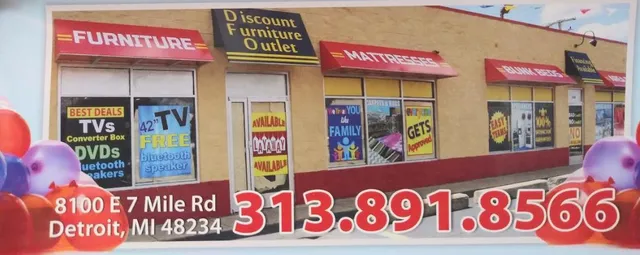 FURNITURE
Discount
Furniture
Outlet
MATTRESSES
BUNK BEDS
BEST DEALS
TVs
Converter Box
DVDs
Bluetooth
Speakers
42" TV
FREE
bluetooth
speaker
AVAILABLE
LAYAWAY
AVAILABLE
YOU
the
FAMILY
GETS
Approved
EASY
TERMS
NO
8100 E 7 Mile Rd
Detroit, MI 48234
313.891.8566